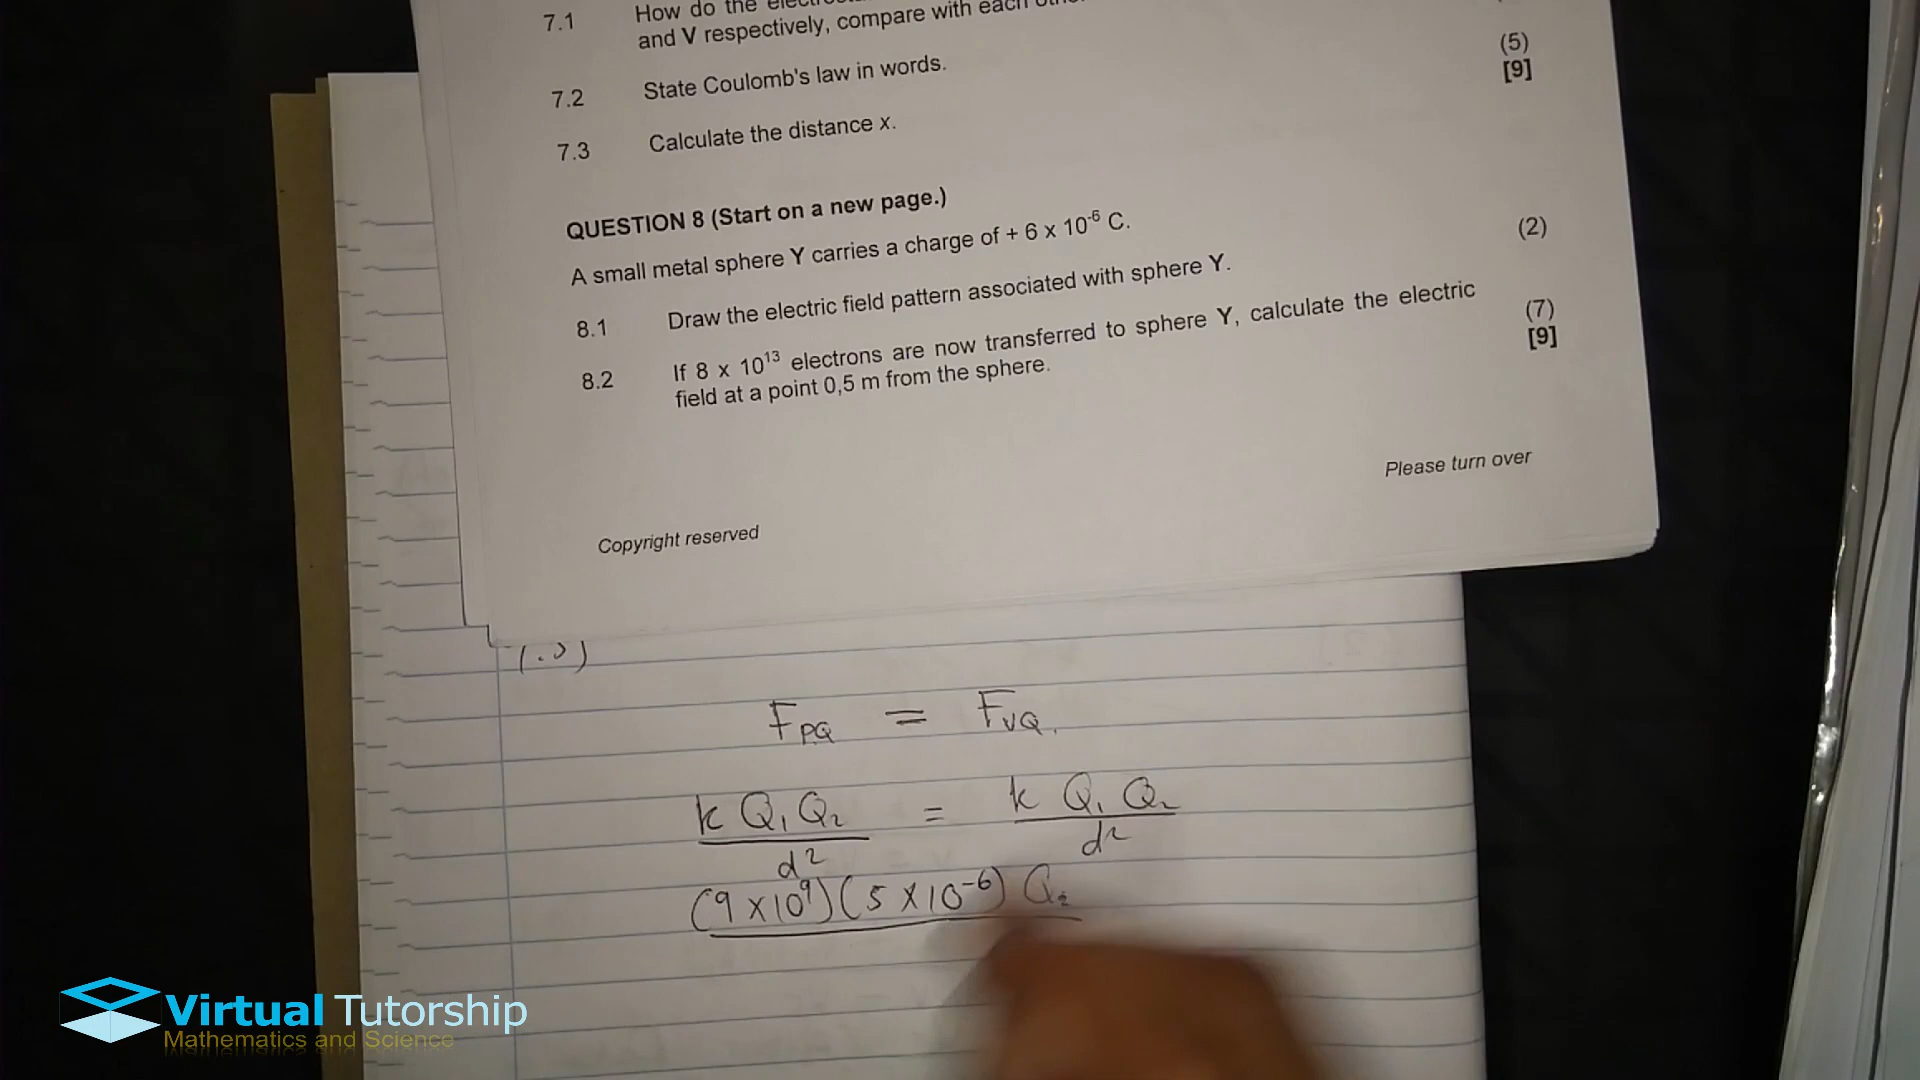 7.1 How do the
and V respectively, compare with each
(5)
7.2 State Coulomb's law in words.
[9]
7.3 Calculate the distance x.
QUESTION 8 (Start on a new page.)
A small metal sphere Y carries a charge of + 6 x 10⁻⁶ C.
8.1 Draw the electric field pattern associated with sphere Y. (2)
8.2 If 8 x 10¹³ electrons are now transferred to sphere Y, calculate the electric
field at a point 0,5 m from the sphere. (7)
[9]
Please turn over
Copyright reserved
F_PQ = F_VQ
k Q₁ Q₂ / d² = k Q₁ Q₂ / d²
(9 x 10⁹)(5 x 10⁻⁶) Q₂
Virtual Tutorship
Mathematics and Science